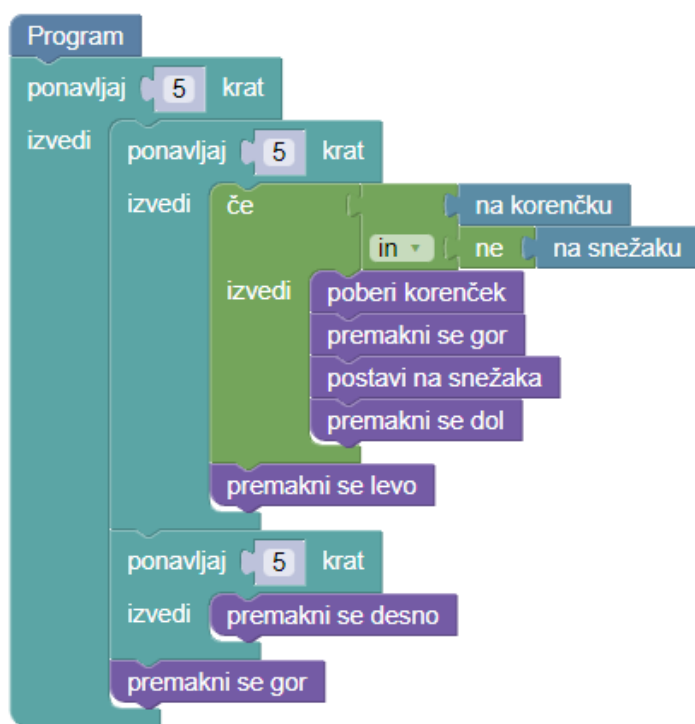 Program
ponavljaj 5 krat
izvedi ponavljaj 5 krat
izvedi če na korenčku
in ne na snežaku
izvedi poberi korenček
premakni se gor
postavi na snežaka
premakni se dol
premakni se levo
ponavljaj 5 krat
izvedi premakni se desno
premakni se gor